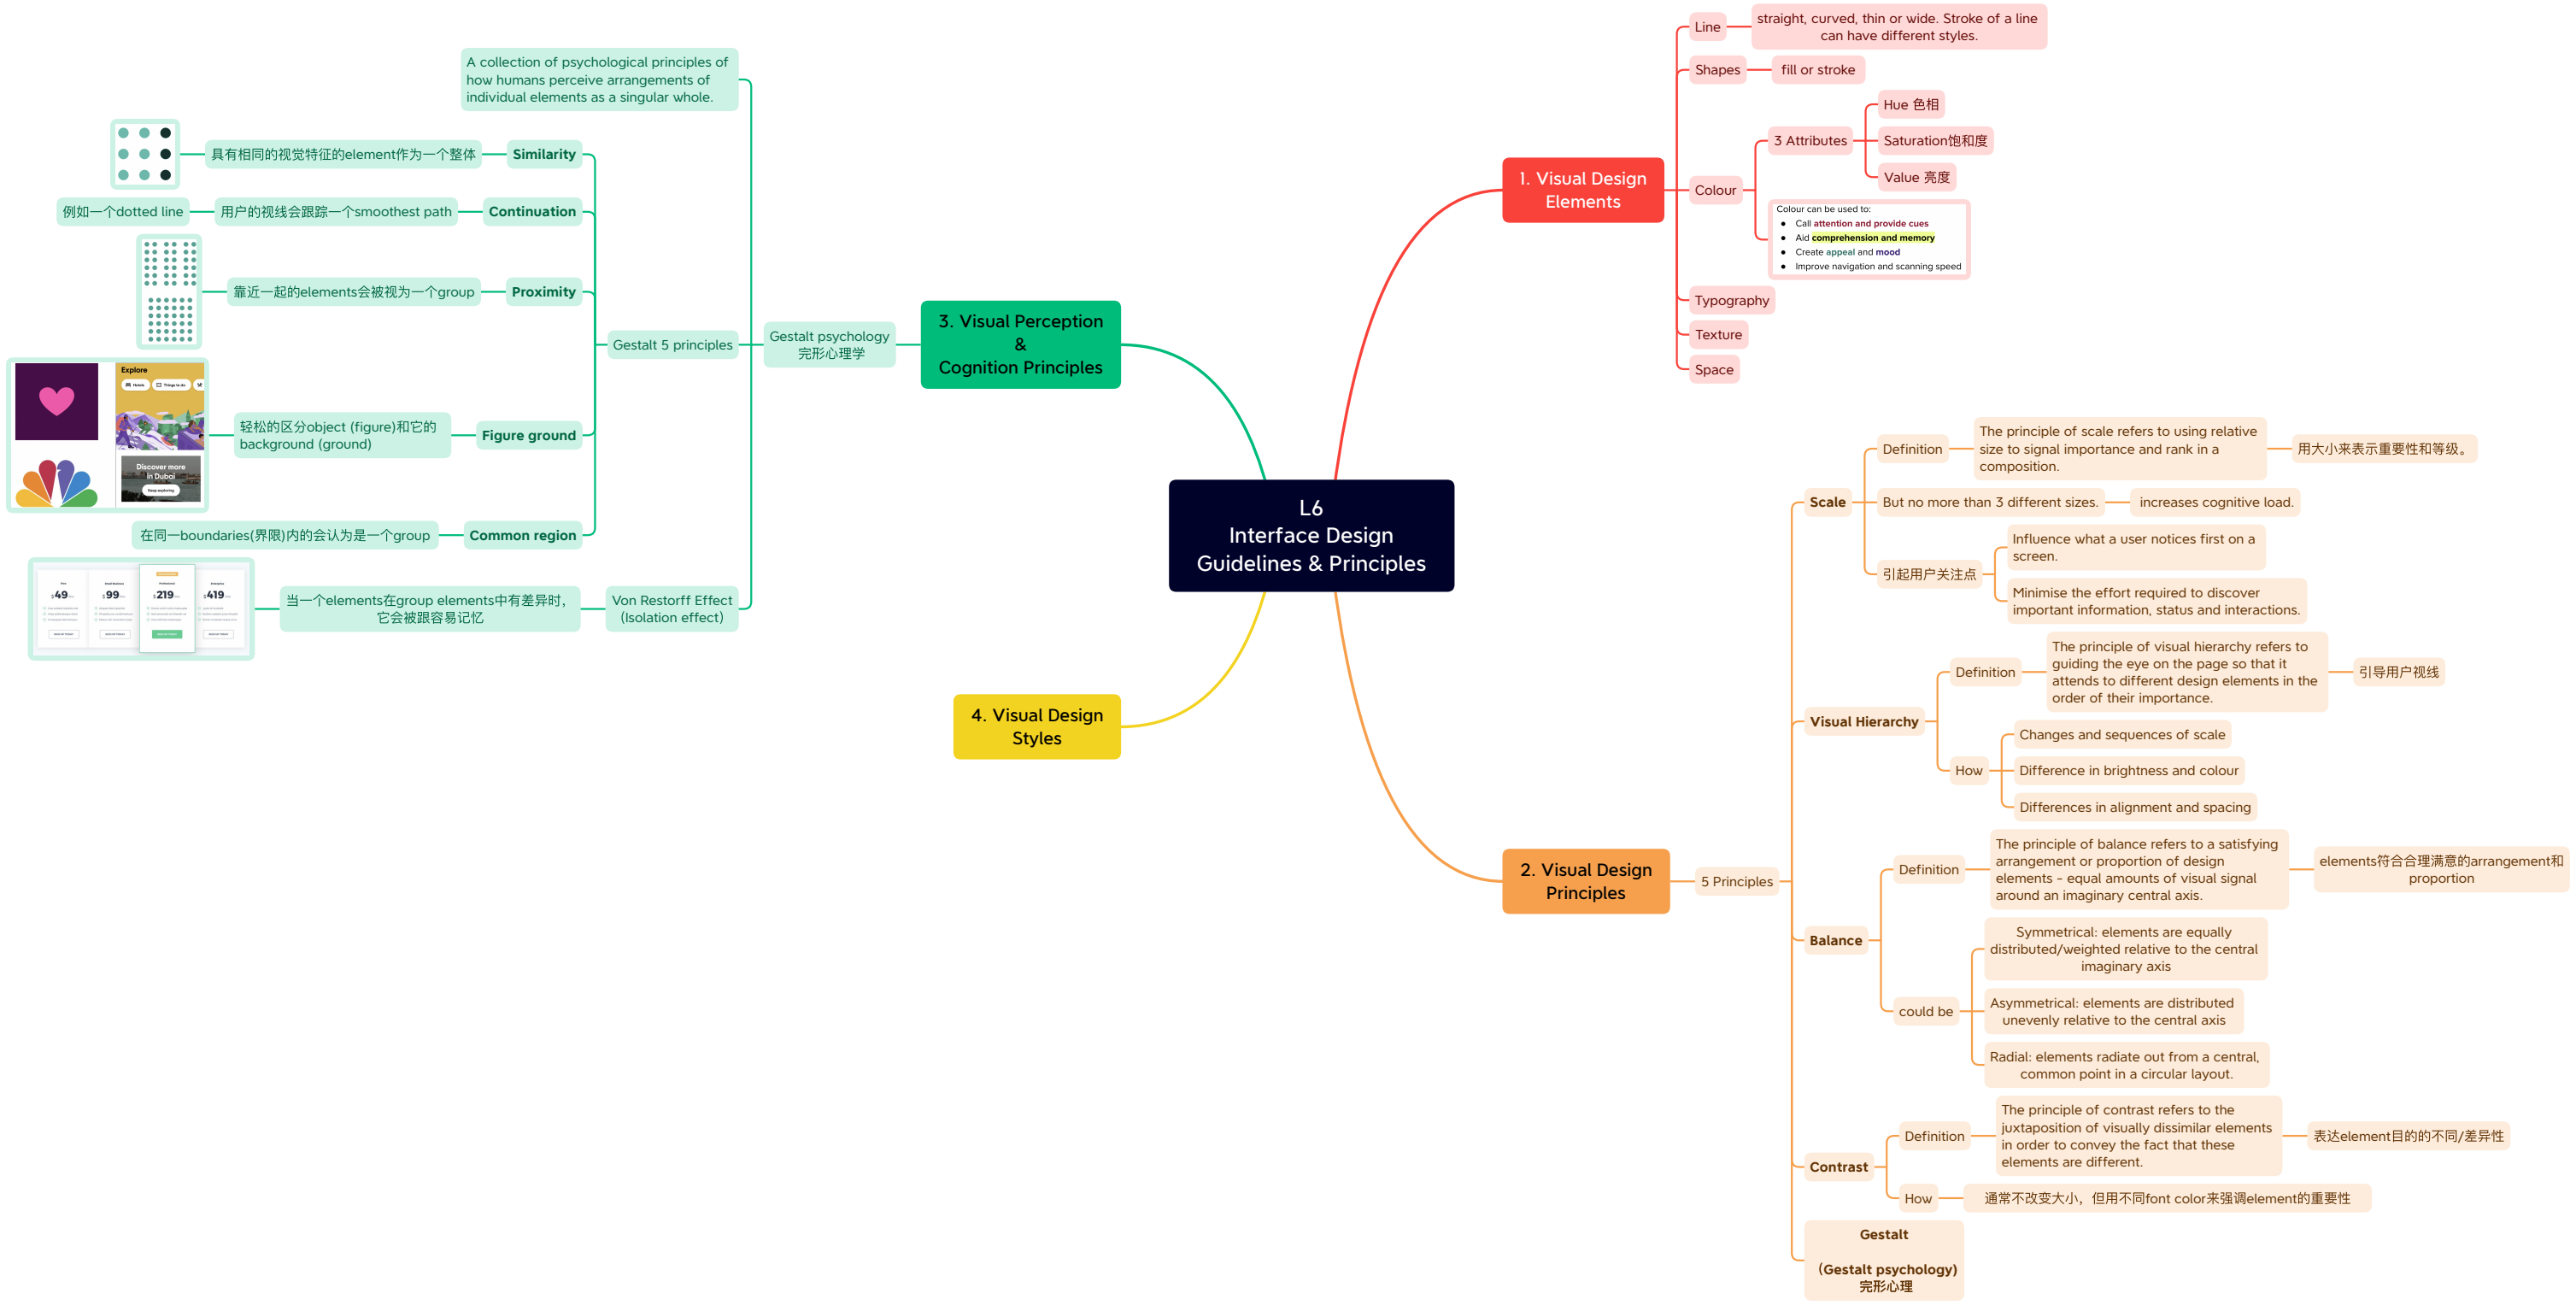 L6
Interface Design
Guidelines & Principles
1. Visual Design
Elements
Line
straight, curved, thin or wide. Stroke of a line
can have different styles.
Shapes
fill or stroke
Colour
3 Attributes
Hue 色相
Saturation饱和度
Value 亮度
Colour can be used to:
● Call attention and provide cues
● Aid comprehension and memory
● Create appeal and mood
● Improve navigation and scanning speed
Typography
Texture
Space
2. Visual Design
Principles
5 Principles
Scale
Definition
The principle of scale refers to using relative
size to signal importance and rank in a
composition.
用大小来表示重要性和等级。
But no more than 3 different sizes.
increases cognitive load.
引起用户关注点
Influence what a user notices first on a
screen.
Minimise the effort required to discover
important information, status and interactions.
Visual Hierarchy
Definition
The principle of visual hierarchy refers to
guiding the eye on the page so that it
attends to different design elements in the
order of their importance.
引导用户视线
How
Changes and sequences of scale
Difference in brightness and colour
Differences in alignment and spacing
Balance
Definition
The principle of balance refers to a satisfying
arrangement or proportion of design
elements - equal amounts of visual signal
around an imaginary central axis.
elements符合合理满意的arrangement和
proportion
could be
Symmetrical: elements are equally
distributed/weighted relative to the central
imaginary axis
Asymmetrical: elements are distributed
unevenly relative to the central axis
Radial: elements radiate out from a central,
common point in a circular layout.
Contrast
Definition
The principle of contrast refers to the
juxtaposition of visually dissimilar elements
in order to convey the fact that these
elements are different.
表达element目的的不同/差异性
How
通常不改变大小，但用不同font color来强调element的重要性
Gestalt
（Gestalt psychology)
完形心理
3. Visual Perception
&
Cognition Principles
Gestalt psychology
完形心理学
A collection of psychological principles of
how humans perceive arrangements of
individual elements as a singular whole.
Gestalt 5 principles
Similarity
具有相同的视觉特征的element作为一个整体
Continuation
用户的视线会跟踪一个smoothest path
例如一个dotted line
Proximity
靠近一起的elements会被视为一个group
Figure ground
轻松的区分object (figure)和它的
background (ground)
Explore
Hotels
Things to do
Discover more
in Dubai
Keep exploring
Common region
在同一boundaries(界限)内的会认为是一个group
Von Restorff Effect
(Isolation effect)
当一个elements在group elements中有差异时，
它会被跟容易记忆
$49
$99
$219
$419
4. Visual Design
Styles